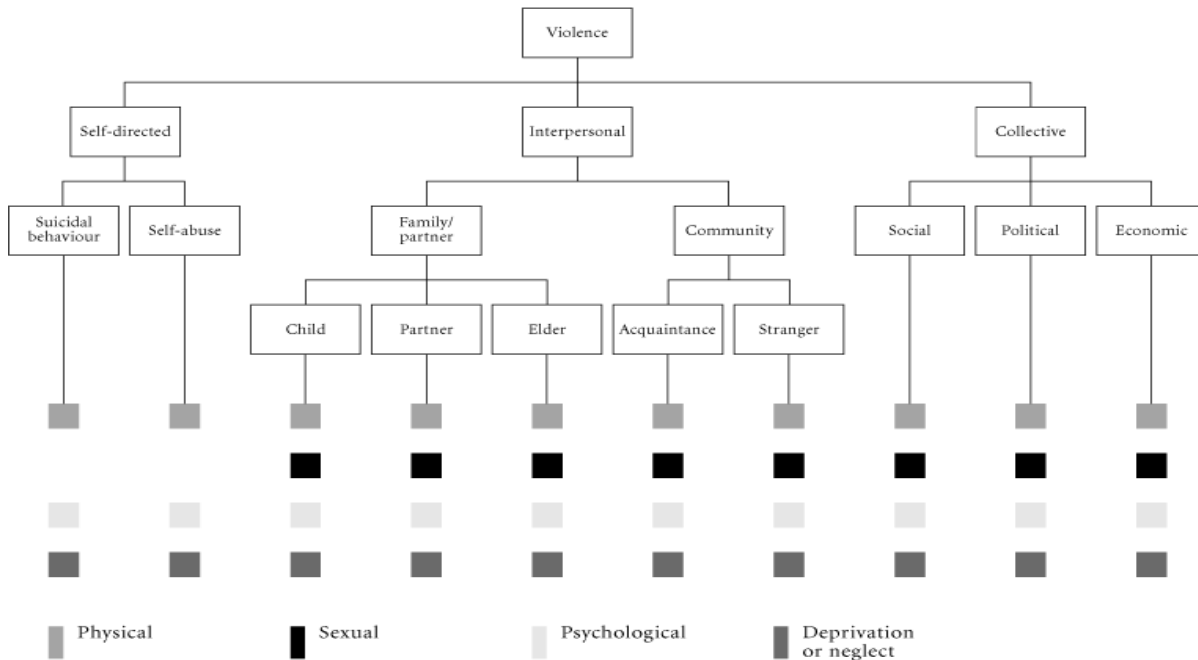 Violence
Self-directed
Interpersonal
Collective
Suicidal
behaviour
Self-abuse
Family/
partner
Community
Social
Political
Economic
Child
Partner
Elder
Acquaintance
Stranger
Physical
Sexual
Psychological
Deprivation
or neglect